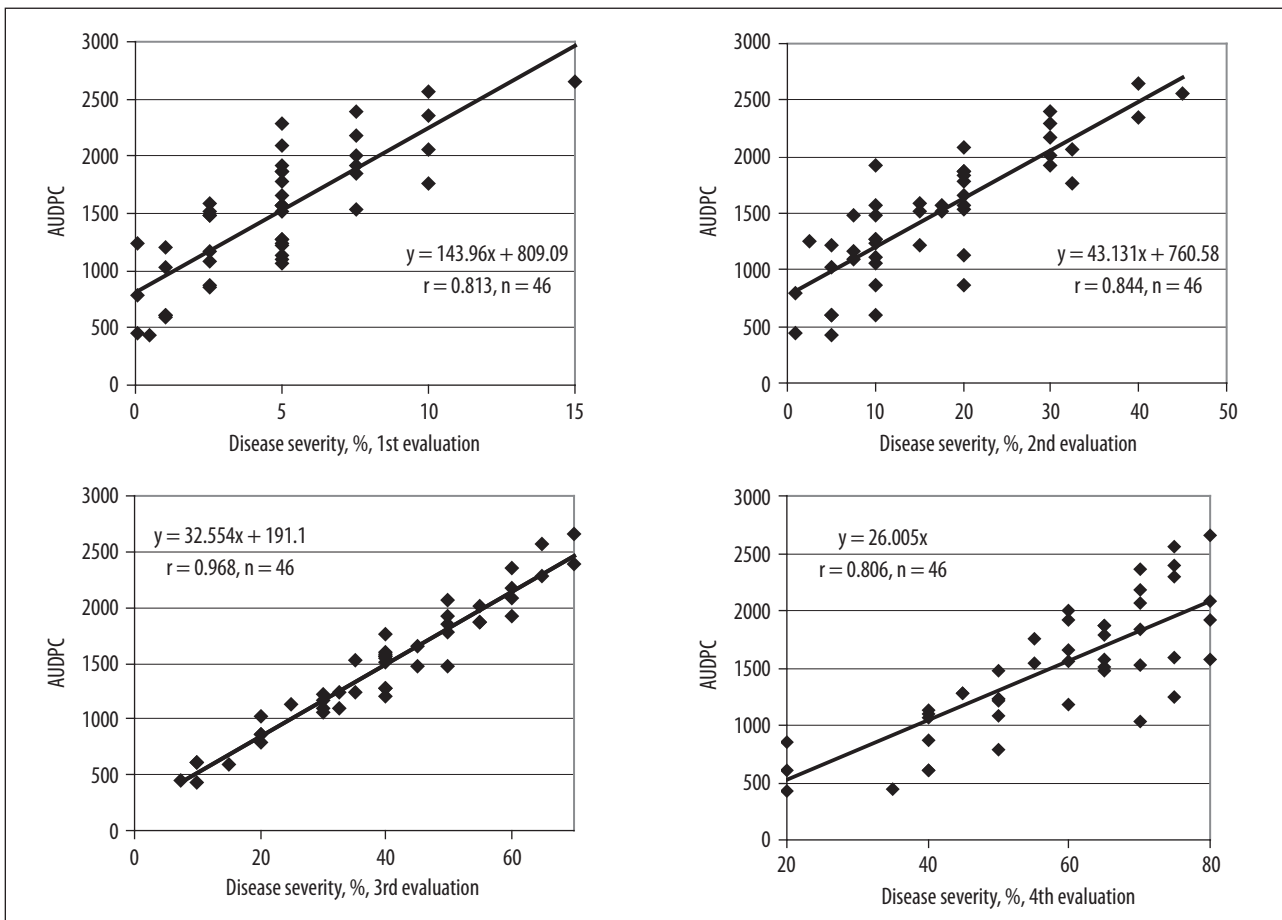 3000
2500
2000
1500
1000
500
0
AUDPC
y = 143.96x + 809.09
r = 0.813, n = 46
0 5 10 15
Disease severity, %, 1st evaluation
3000
2500
2000
1500
1000
500
0
AUDPC
y = 43.131x + 760.58
r = 0.844, n = 46
0 10 20 30 40 50
Disease severity, %, 2nd evaluation
3000
2500
2000
1500
1000
500
0
AUDPC
y = 32.554x + 191.1
r = 0.968, n = 46
0 20 40 60
Disease severity, %, 3rd evaluation
3000
2500
2000
1500
1000
500
0
AUDPC
y = 26.005x
r = 0.806, n = 46
20 40 60 80
Disease severity, %, 4th evaluation